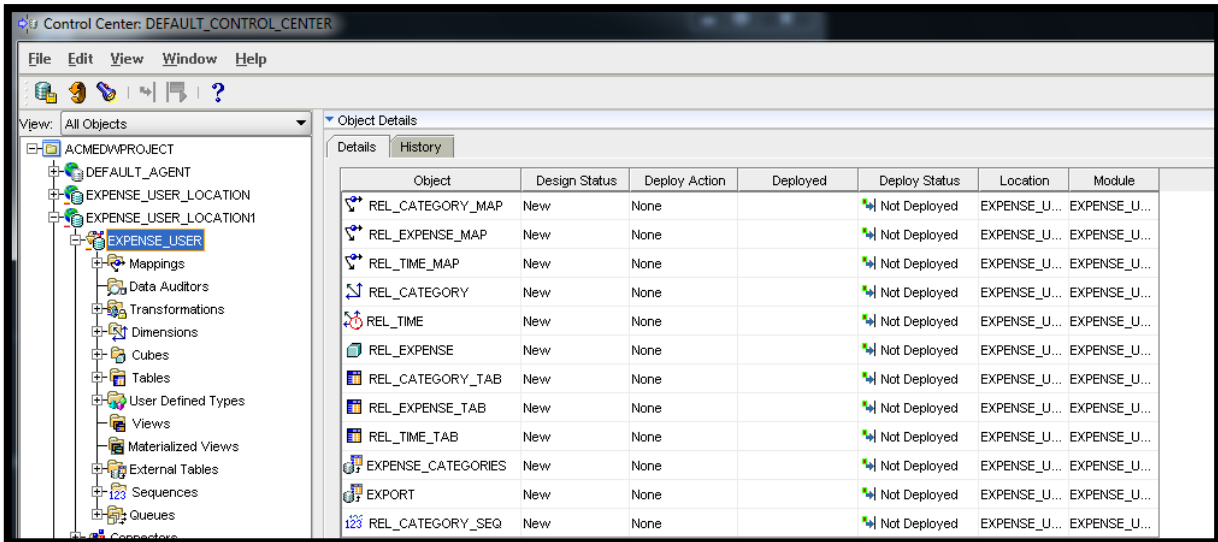 Control Center: DEFAULT_CONTROL_CENTER
File Edit View Window Help
View: All Objects
ACMEDWPROJECT
DEFAULT_AGENT
EXPENSE_USER_LOCATION
EXPENSE_USER_LOCATION1
EXPENSE_USER
Mappings
Data Auditors
Transformations
Dimensions
Cubes
Tables
User Defined Types
Views
Materialized Views
External Tables
123 Sequences
Queues
Connectors
Object Details
Details History
Object Design Status Deploy Action Deployed Deploy Status Location Module
REL_CATEGORY_MAP New None Not Deployed EXPENSE_U... EXPENSE_U...
REL_EXPENSE_MAP New None Not Deployed EXPENSE_U... EXPENSE_U...
REL_TIME_MAP New None Not Deployed EXPENSE_U... EXPENSE_U...
REL_CATEGORY New None Not Deployed EXPENSE_U... EXPENSE_U...
REL_TIME New None Not Deployed EXPENSE_U... EXPENSE_U...
REL_EXPENSE New None Not Deployed EXPENSE_U... EXPENSE_U...
REL_CATEGORY_TAB New None Not Deployed EXPENSE_U... EXPENSE_U...
REL_EXPENSE_TAB New None Not Deployed EXPENSE_U... EXPENSE_U...
REL_TIME_TAB New None Not Deployed EXPENSE_U... EXPENSE_U...
EXPENSE_CATEGORIES New None Not Deployed EXPENSE_U... EXPENSE_U...
EXPORT New None Not Deployed EXPENSE_U... EXPENSE_U...
123 REL_CATEGORY_SEQ New None Not Deployed EXPENSE_U... EXPENSE_U...